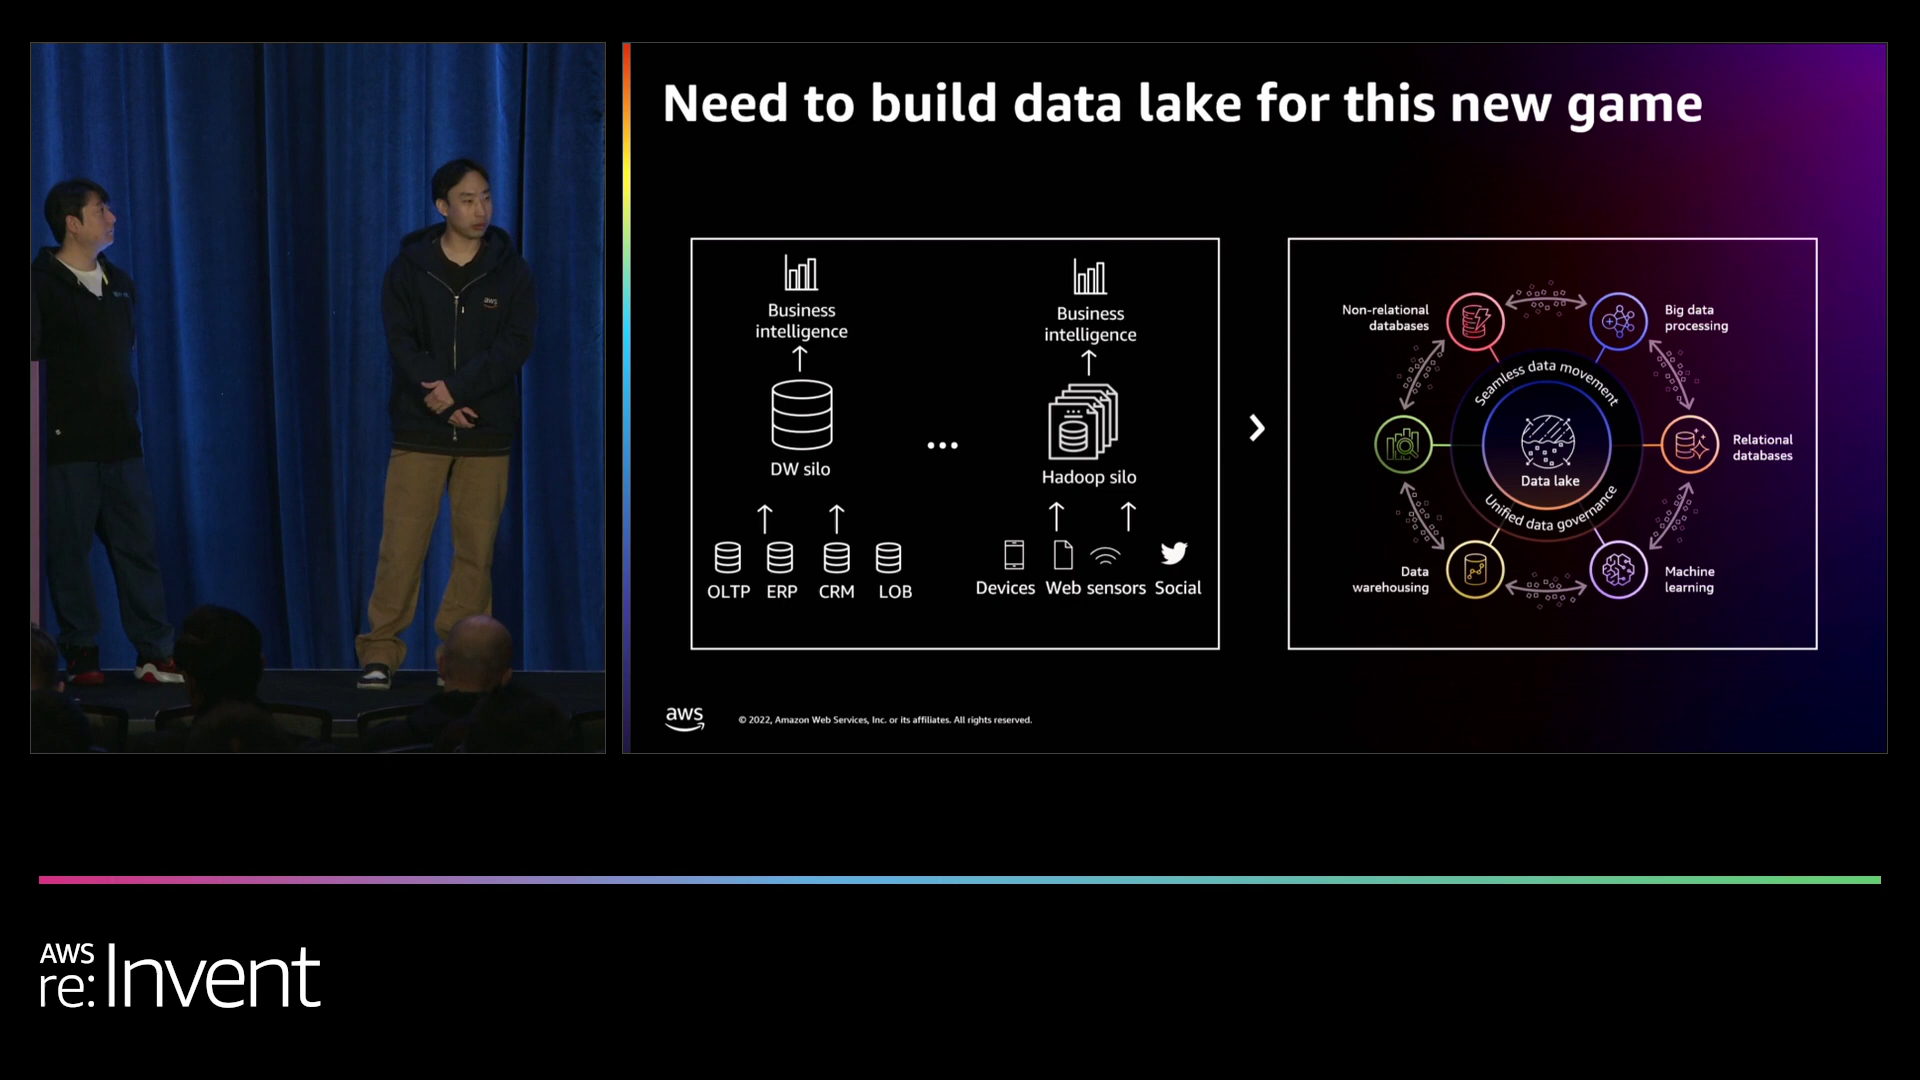 Need to build data lake for this new game
Business
intelligence
DW silo
OLTP ERP CRM LOB
...
Business
intelligence
Hadoop silo
Devices Web sensors Social
Non-relational
databases
Big data
processing
Seamless data movement
Data lake
Relational
databases
Unified data governance
Data
warehousing
Machine
learning
aws
© 2022, Amazon Web Services, Inc. or its affiliates. All rights reserved.
aws
AWS
re:Invent